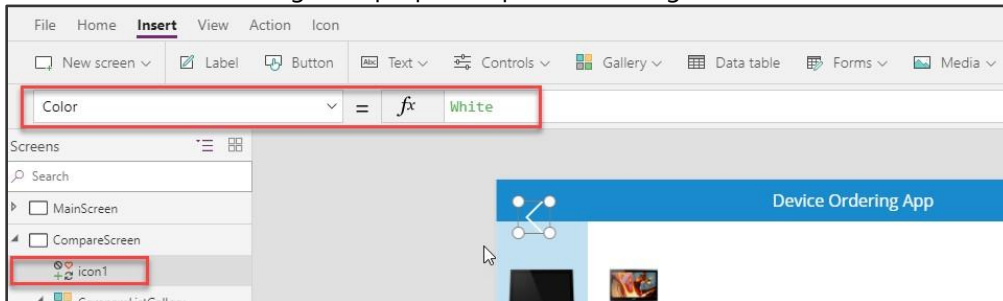 File Home Insert View Action Icon
New screen Label Button Abc Text Controls Gallery Data table Forms Media
Color = fx White
Screens
Search
MainScreen
Device Ordering App
CompareScreen
icon1